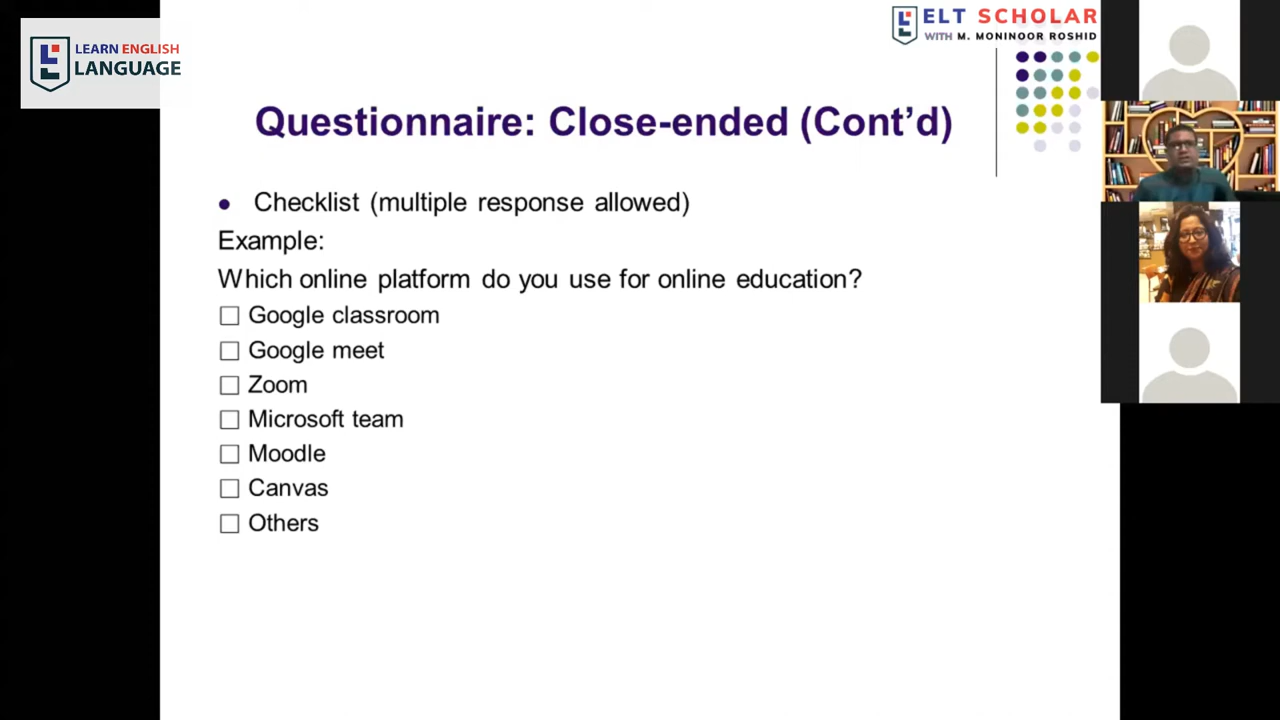 LEARN ENGLISH
LANGUAGE
ELT SCHOLAR
WITH M. MONINOOR ROSHID
Questionnaire: Close-ended (Cont’d)
• Checklist (multiple response allowed)
Example:
Which online platform do you use for online education?
☐ Google classroom
☐ Google meet
☐ Zoom
☐ Microsoft team
☐ Moodle
☐ Canvas
☐ Others